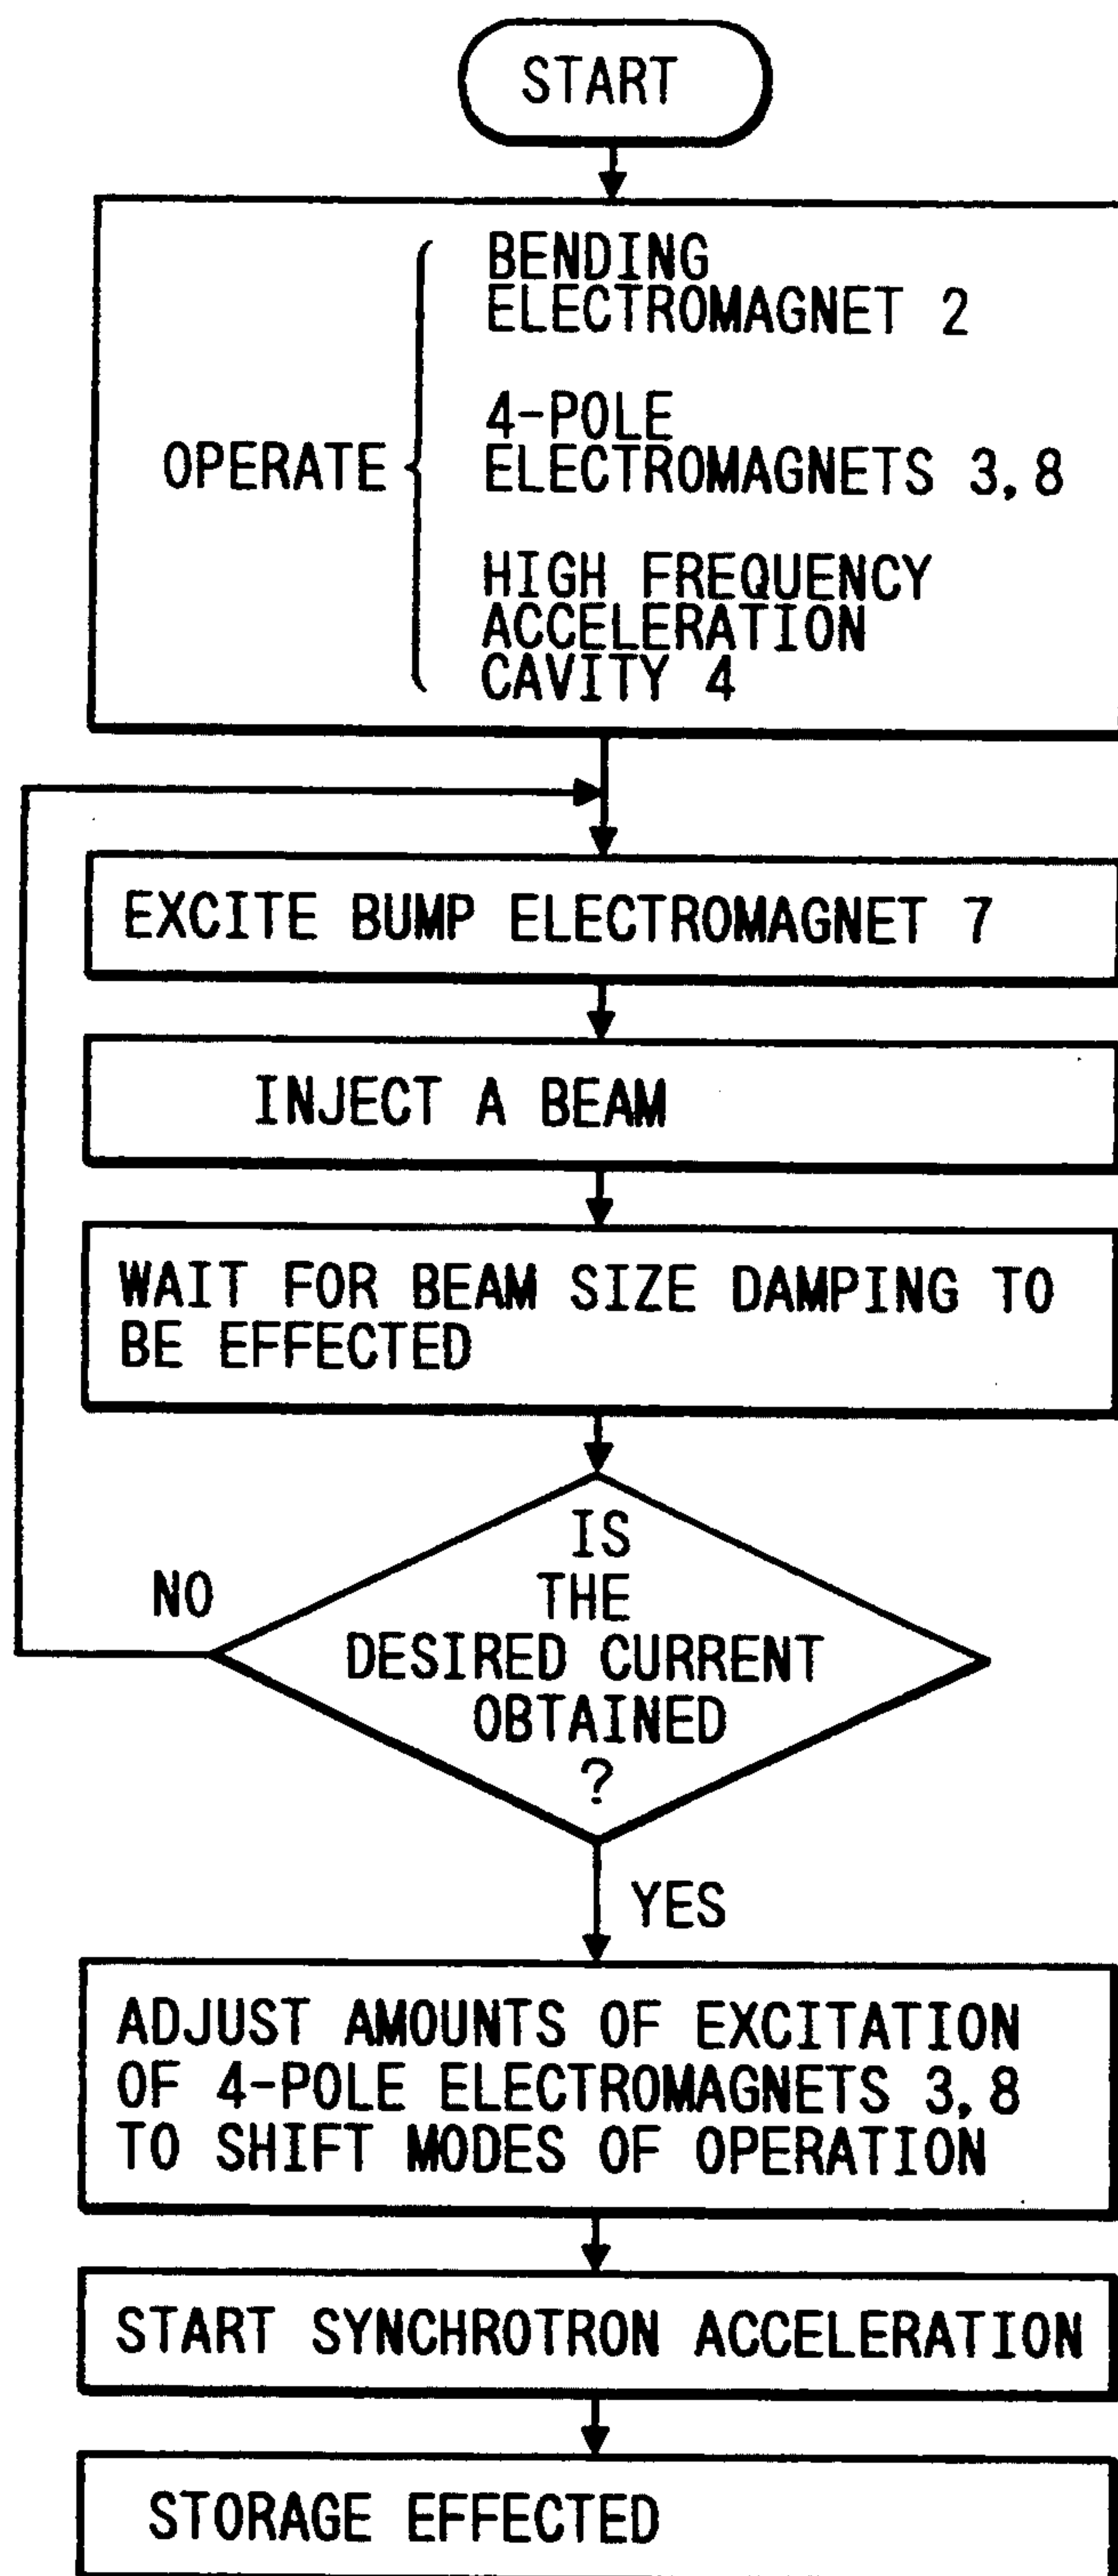 START
BENDING
ELECTROMAGNET 2
4-POLE
OPERATE
ELECTROMAGNETS 3,8
HIGH FREQUENCY
ACCELERATION
CAVITY 4
EXCITE BUMP ELECTROMAGNET 7
INJECT A BEAM
WAIT FOR BEAM SIZE DAMPING TO
BE EFFECTED
IS
THE
DESIRED CURRENT
OBTAINED
?
NO
YES
ADJUST AMOUNTS OF EXCITATION
OF 4-POLE ELECTROMAGNETS 3,8
TO SHIFT MODES OF OPERATION
START SYNCHROTRON ACCELERATION
STORAGE EFFECTED